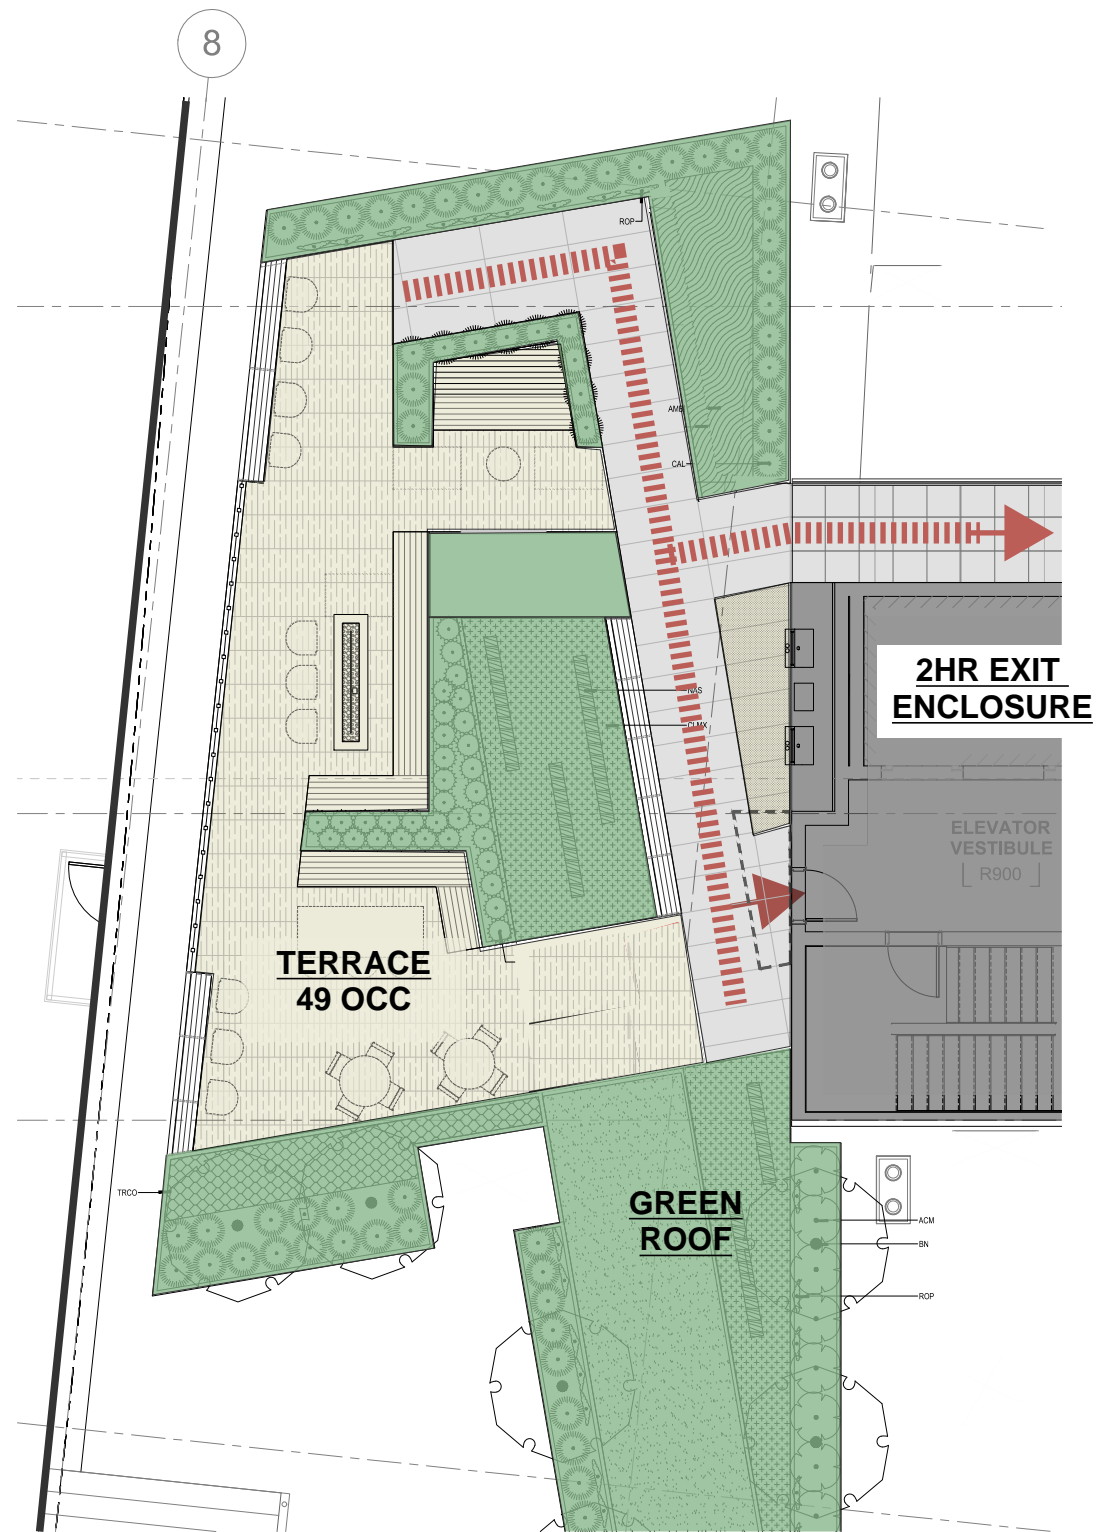 8
ROP
AME
CAL
2HR EXIT
ENCLOSURE
NAS
CLMX
ELEVATOR
VESTIBULE
R900
TERRACE
49 OCC
TRCO
GREEN
ROOF
ACM
BN
ROP